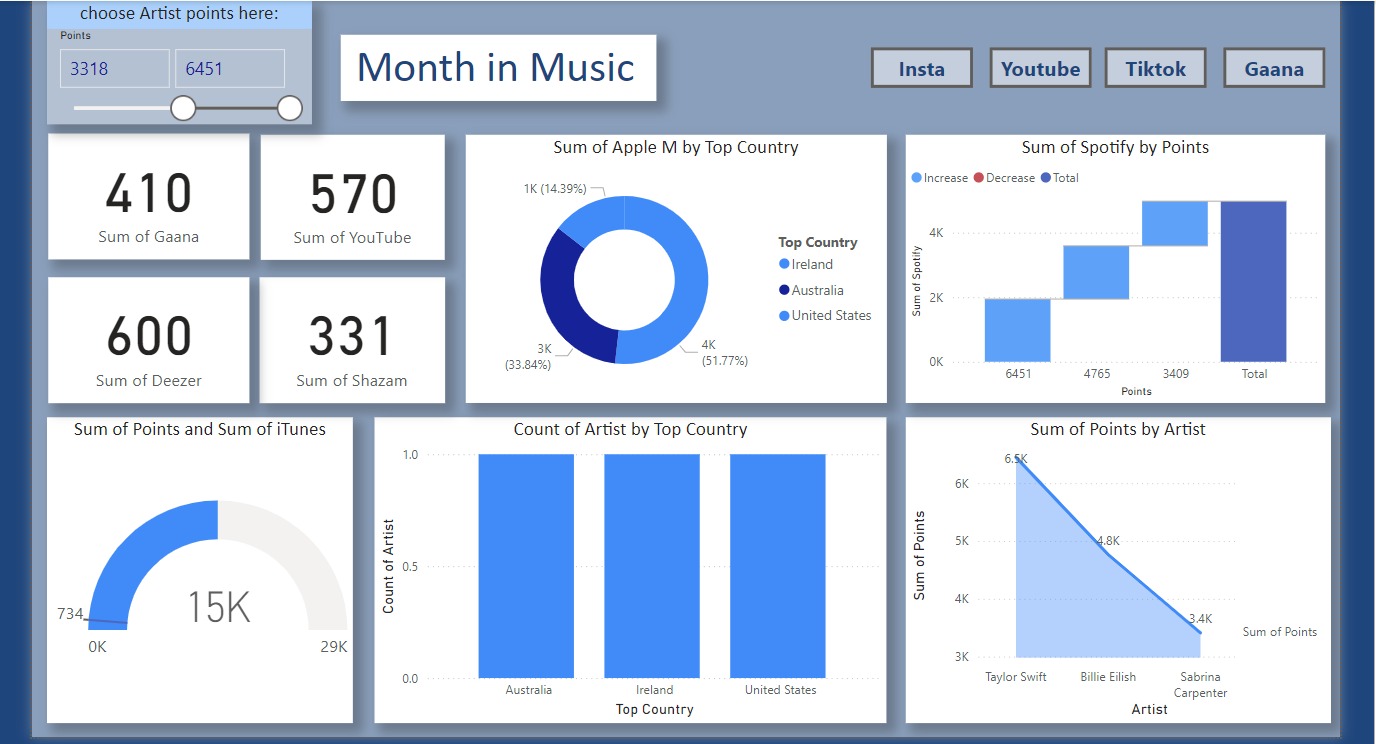 choose Artist points here:
Points
3318
6451
Month in Music
Insta
Youtube
Tiktok
Gaana
410
Sum of Gaana
570
Sum of YouTube
600
Sum of Deezer
331
Sum of Shazam
Sum of Apple M by Top Country
1K (14.39%)
3K
(33.84%)
4K
(51.77%)
Top Country
Ireland
Australia
United States
Sum of Spotify by Points
Increase Decrease Total
Sum of Spotify
4K
2K
0K
6451 4765 3409 Total
Points
Sum of Points and Sum of iTunes
734
15K
0K
29K
Count of Artist by Top Country
Count of Artist
1.0
0.5
0.0
Australia Ireland United States
Top Country
Sum of Points by Artist
Sum of Points
6K
5K
4K
3K
6.5K
4.8K
3.4K
Sum of Points
Taylor Swift Billie Eilish Sabrina
Carpenter
Artist